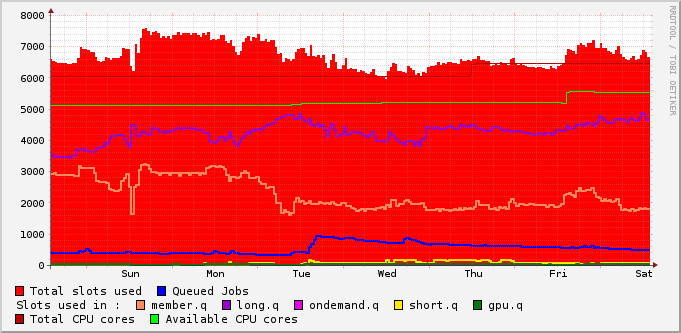 8000
7000
6000
5000
4000
3000
2000
1000
0
Sun Mon Tue Wed Thu Fri Sat
Total slots used Queued Jobs
Slots used in : member.q long.q ondemand.q short.q gpu.q
Total CPU cores Available CPU cores
RRDTOOL / TOBI OETIKER